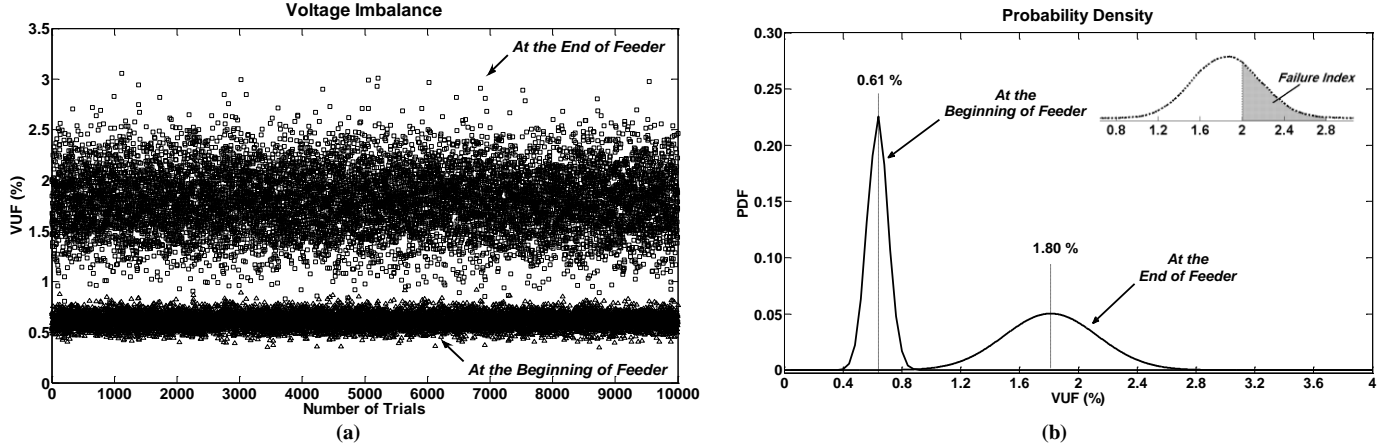 Voltage Imbalance
3.5
3
2.5
2
1.5
1
0.5
0
VUF (%)
At the End of Feeder
At the Beginning of Feeder
0 1000 2000 3000 4000 5000 6000 7000 8000 9000 10000
Number of Trials
(a)
Probability Density
0.30
0.25
0.20
0.15
0.10
0.05
0
PDF
0.61 %
At the
Beginning of Feeder
1.80 %
At the
End of Feeder
Failure Index
0.8 1.2 1.6 2 2.4 2.8
0 0.4 0.8 1.2 1.6 2 2.4 2.8 3.2 3.6 4
VUF (%)
(b)